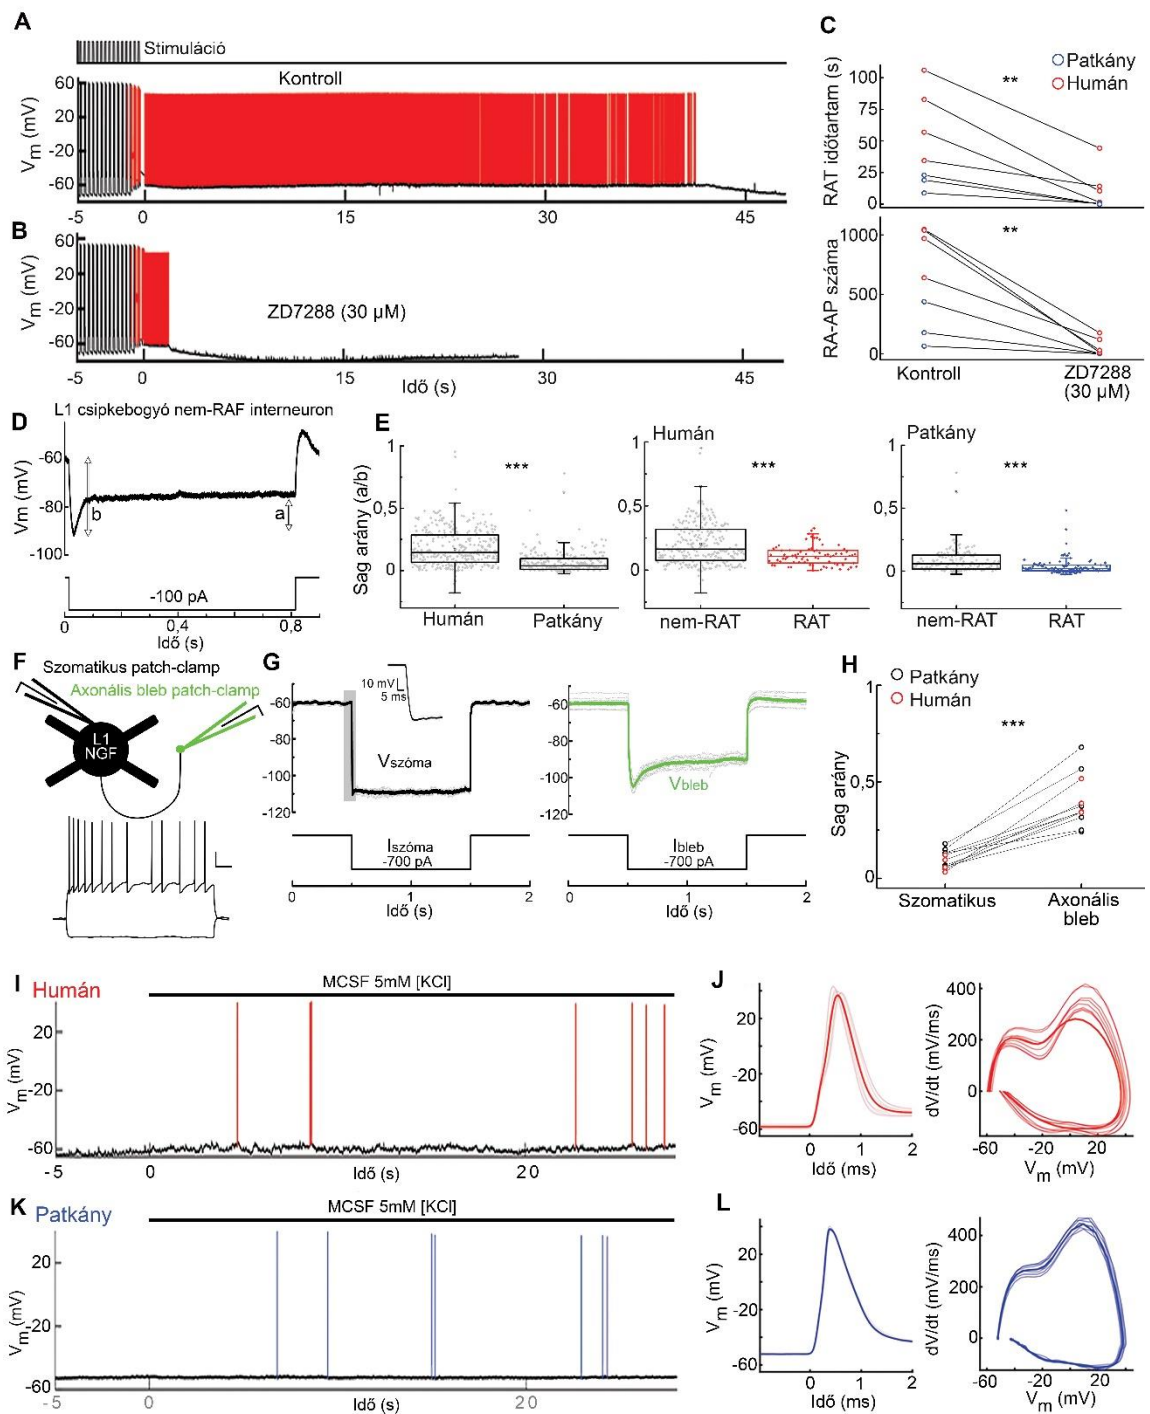 A
Stimuláció
Kontroll
60
20
-20
-60
Vm (mV)
-5 0 15 30 45
B
60
20
-20
-60
Vm (mV)
ZD7288 (30 µM)
-5 0 15 30 45
Idő (s)
C
Patkány
Humán
**
100
75
50
25
0
RAT időtartam (s)
**
1000
500
0
RA-AP száma
Kontroll
ZD7288
(30 µM)
D
L1 csipkebogyó nem-RAF interneuron
-60
-80
-100
Vm (mV)
b
a
-100 pA
0 0,4 0,8
Idő (s)
E
Sag arány (a/b)
1
0,5
0
***
Humán Patkány
Humán
1
0,5
0
***
nem-RAT RAT
Patkány
1
0,5
0
***
nem-RAT RAT
F
Szomatikus patch-clamp
Axonális bleb patch-clamp
L1
NGF
G
-60
-80
-100
-120
10 mV
5 ms
Vszóma
Iszóma
-700 pA
0 1 2
Idő (s)
-60
-80
-100
-120
Vbleb
Ibleb
-700 pA
0 1 2
Idő (s)
H
Patkány
Humán
***
1
0,5
0
Sag arány
Szomatikus
Axonális
bleb
I
Humán
MCSF 5mM [KCl]
20
-20
-60
Vm (mV)
-5 0 20
Idő (s)
J
20
-20
-60
Vm (mV)
0 2
Idő (ms)
400
200
0
dV/dt (mV/ms)
-60 -20 20
Vm (mV)
K
Patkány
MCSF 5mM [KCl]
20
-20
-60
Vm, (mV)
-5 0 20
Idő (s)
L
20
-20
-60
Vm (mV)
0 1 2
Idő (ms)
400
200
0
dV/dt (mV/ms)
-60 -20 20
Vm (mV)